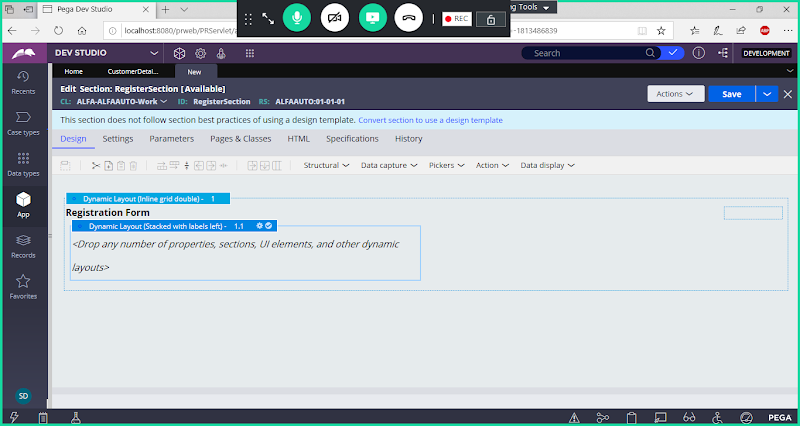 Pega Dev Studio
REC
ng Tools
localhost:8080/prweb/PRServlet/a
-1813486839
ABP
DEV STUDIO
Search
DEVELOPMENT
Home
CustomerDetai...
New
Recents
Case types
Data types
App
Records
Favorites
SD
Edit Section: RegisterSection [Available]
CL: ALFA-ALFAAUTO-Work
ID: RegisterSection
RS: ALFAAUTO:01-01-01
Actions
Save
This section does not follow section best practices of using a design template. Convert section to use a design template
Design
Settings
Parameters
Pages & Classes
HTML
Specifications
History
Structural
Data capture
Pickers
Action
Data display
Dynamic Layout (Inline grid double) - 1
Registration Form
Dynamic Layout (Stacked with labels left) - 1.1
<Drop any number of properties, sections, UI elements, and other dynamic
layouts>
PEGA